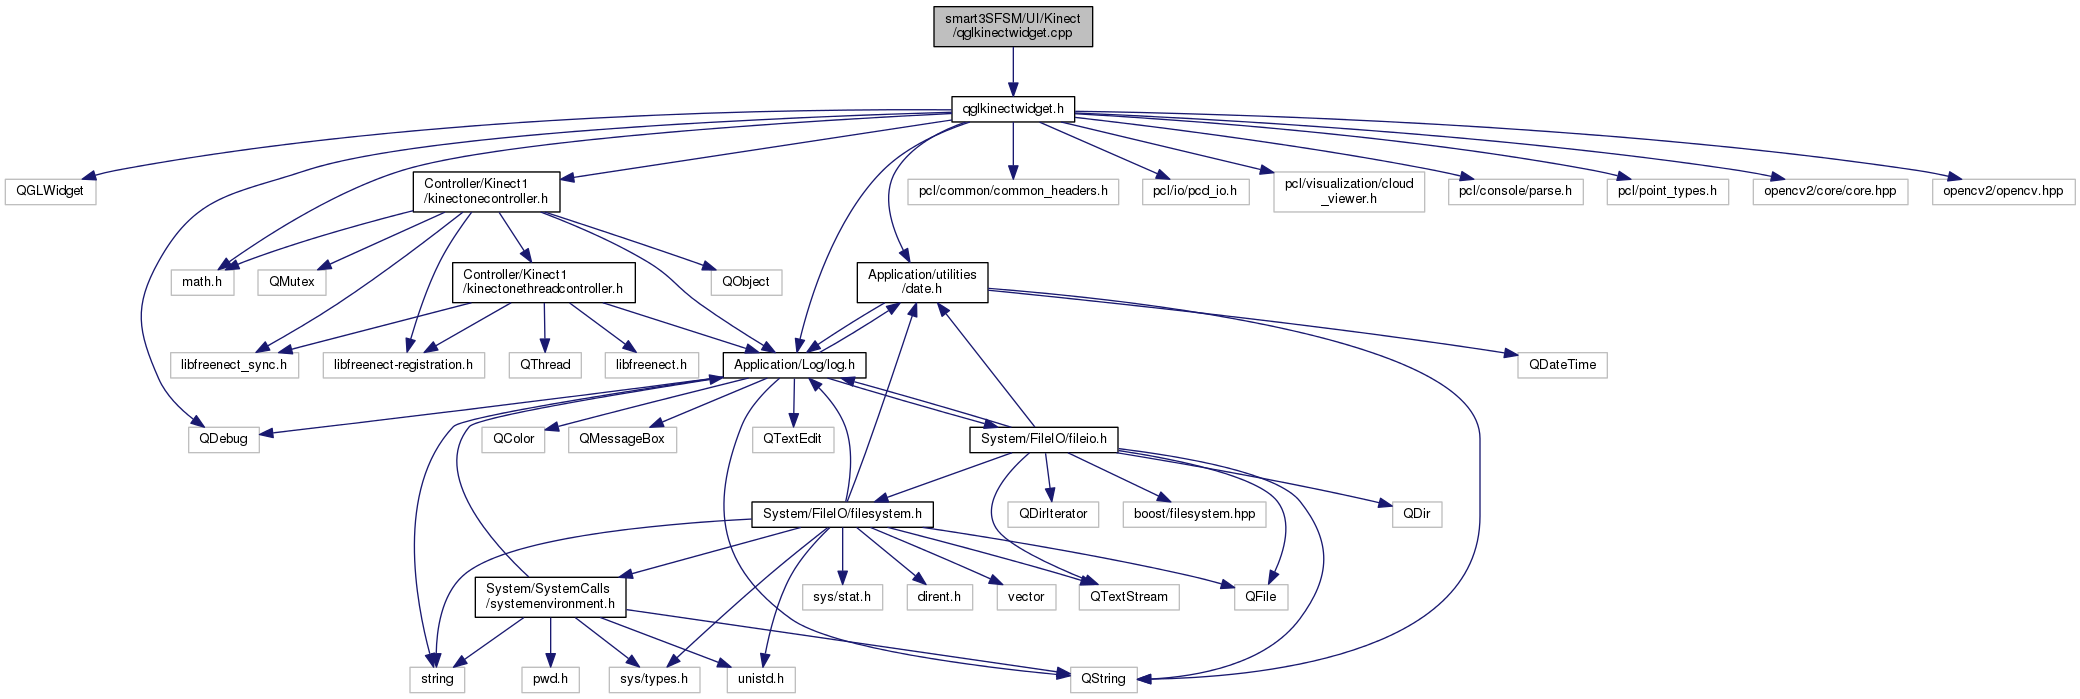 smart3SFSM/UI/Kinect
/qglkinectwidget.cpp
qglkinectwidget.h
QGLWidget
Controller/Kinect1
/kinectonecontroller.h
pcl/common/common_headers.h
pcl/io/pcd_io.h
pcl/visualization/cloud
_viewer.h
pcl/console/parse.h
pcl/point_types.h
opencv2/core/core.hpp
opencv2/opencv.hpp
math.h
QMutex
Controller/Kinect1
/kinectonethreadcontroller.h
QObject
Application/utilities
/date.h
libfreenect_sync.h
libfreenect-registration.h
QThread
libfreenect.h
Application/Log/log.h
QDateTime
QDebug
QColor
QMessageBox
QTextEdit
System/FileIO/fileio.h
System/FileIO/filesystem.h
QDirIterator
boost/filesystem.hpp
QDir
System/SystemCalls
/systemenvironment.h
sys/stat.h
dirent.h
vector
QTextStream
QFile
string
pwd.h
sys/types.h
unistd.h
QString